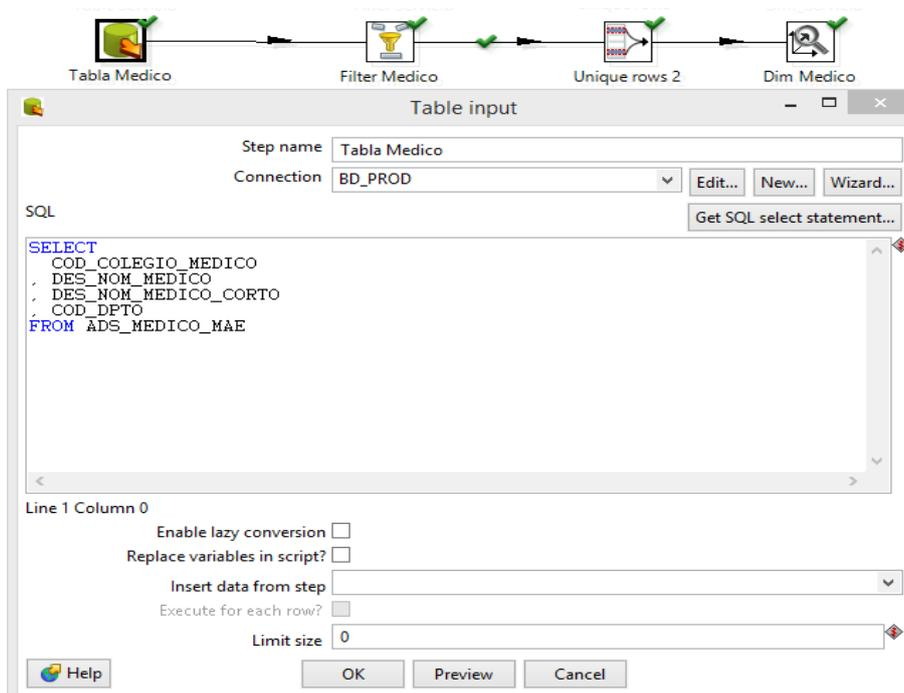 Tabla Medico
Filter Medico
Unique rows 2
Dim Medico
Table input
Step name Tabla Medico
Connection BD_PROD Edit... New... Wizard...
SQL Get SQL select statement...
SELECT
COD_COLEGIO_MEDICO
, DES_NOM_MEDICO
, DES_NOM_MEDICO_CORTO
, COD_DPTO
FROM ADS_MEDICO_MAE
Line 1 Column 0
Enable lazy conversion
Replace variables in script?
Insert data from step
Execute for each row?
Limit size 0
Help OK Preview Cancel